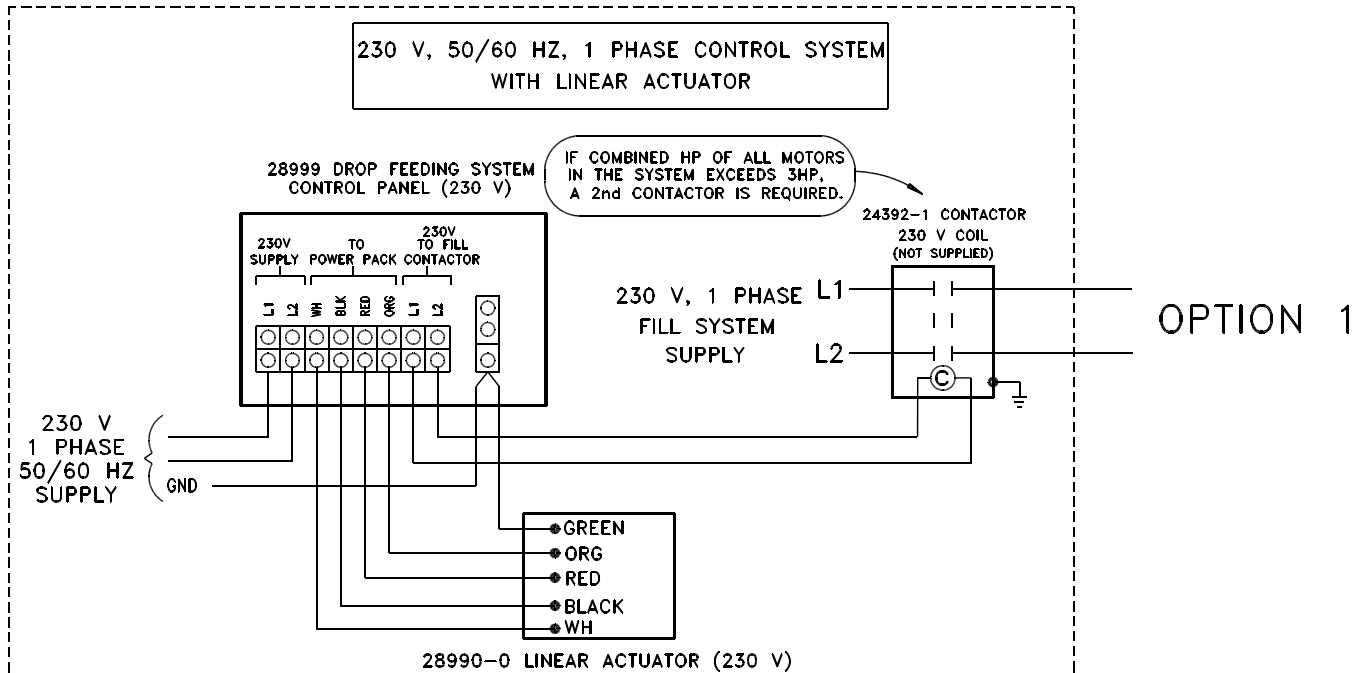 230 V, 50/60 HZ, 1 PHASE CONTROL SYSTEM
WITH LINEAR ACTUATOR
28999 DROP FEEDING SYSTEM
CONTROL PANEL (230 V)
IF COMBINED HP OF ALL MOTORS
IN THE SYSTEM EXCEEDS 3HP,
A 2nd CONTACTOR IS REQUIRED.
24392-1 CONTACTOR
230 V COIL
(NOT SUPPLIED)
230V
SUPPLY
TO
POWER PACK
230V
TO FILL
CONTACTOR
L1
L2
WH
BLK
RED
ORG
L1
L2
230 V, 1 PHASE
FILL SYSTEM
SUPPLY
L1
L2
C
OPTION 1
230 V
1 PHASE
50/60 HZ
SUPPLY
GND
GREEN
ORG
RED
BLACK
WH
28990-0 LINEAR ACTUATOR (230 V)